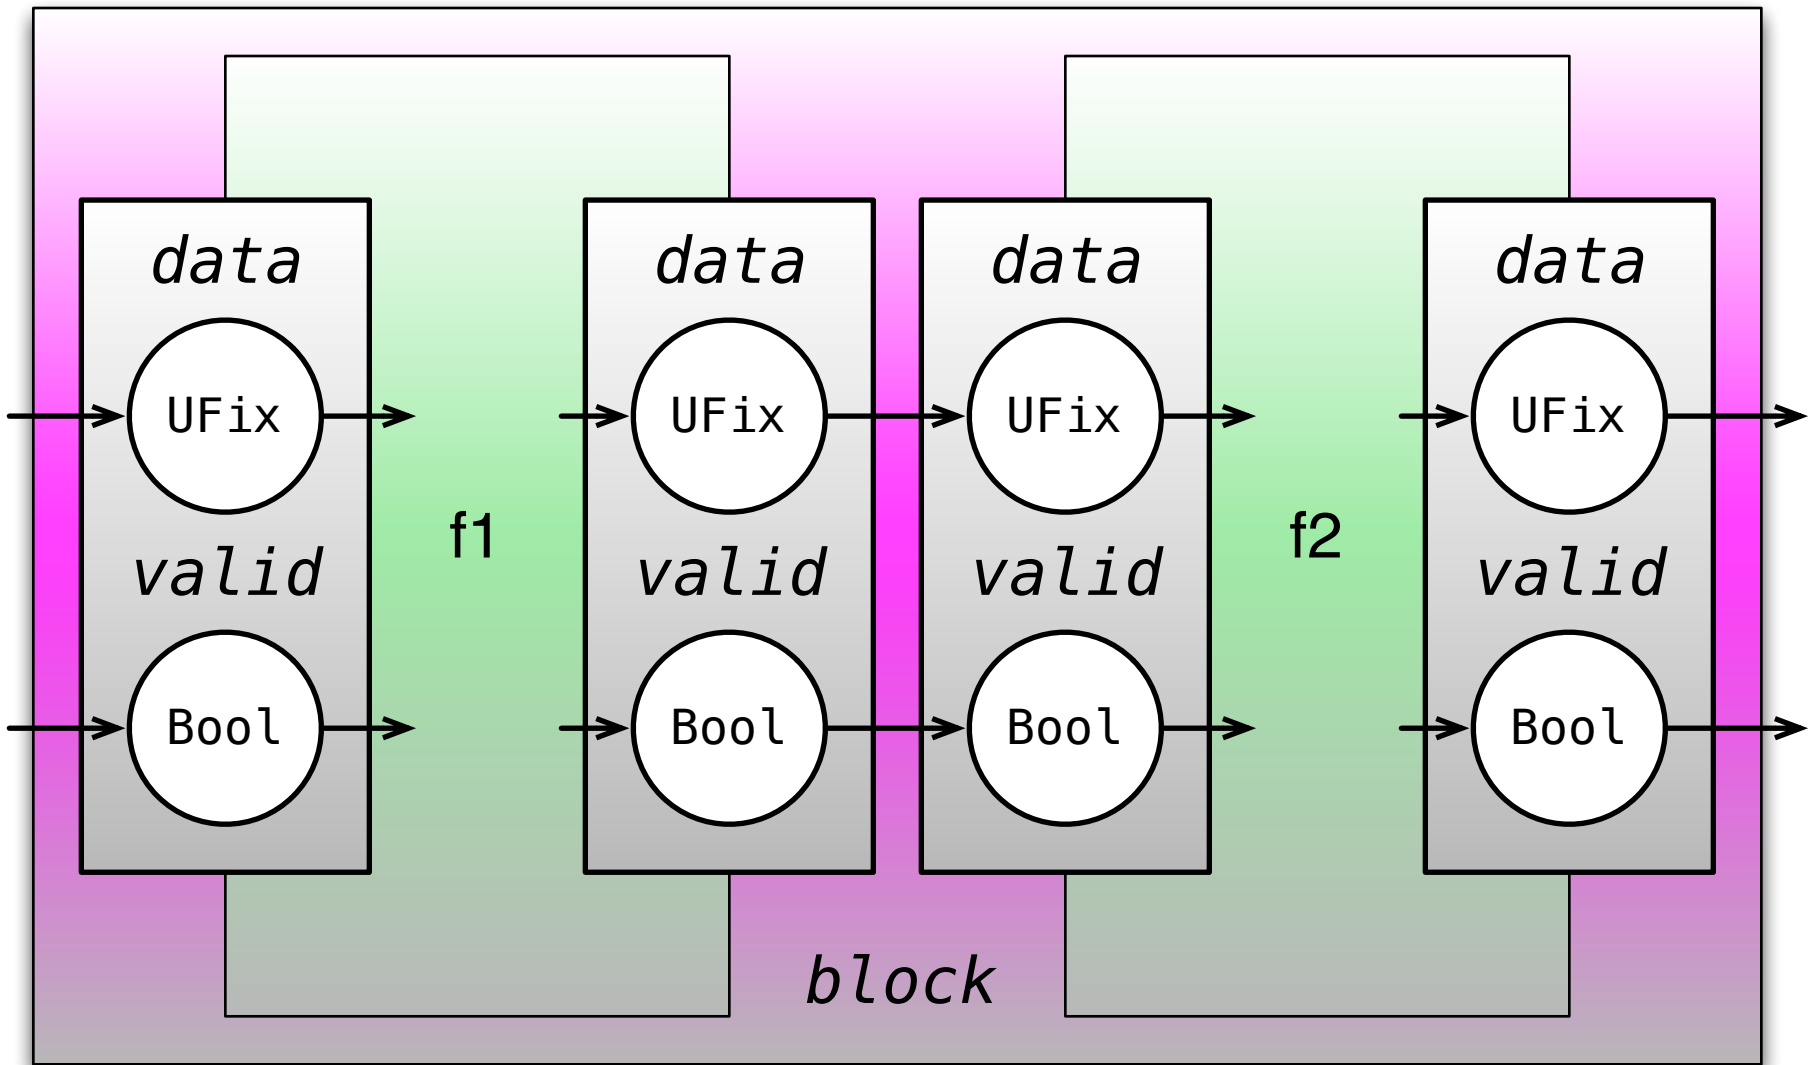 data data data data
UFix UFix UFix UFix
f1 f2
valid valid valid valid
Bool Bool Bool Bool
block